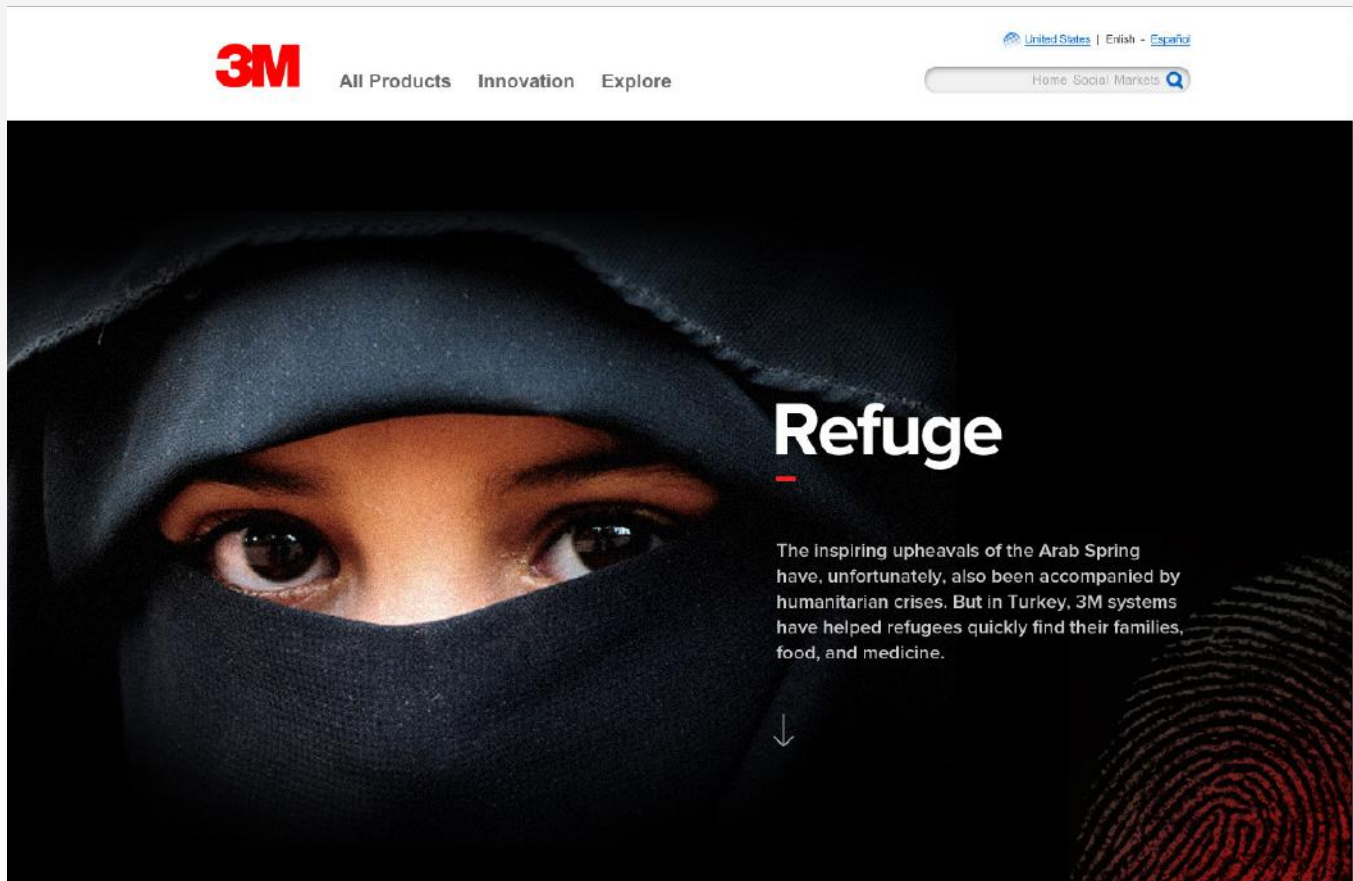 United States | Enlish - Español
3M
All Products Innovation Explore
Home Social Markets
Refuge
The inspiring upheavals of the Arab Spring
have, unfortunately, also been accompanied by
humanitarian crises. But in Turkey, 3M systems
have helped refugees quickly find their families,
food, and medicine.